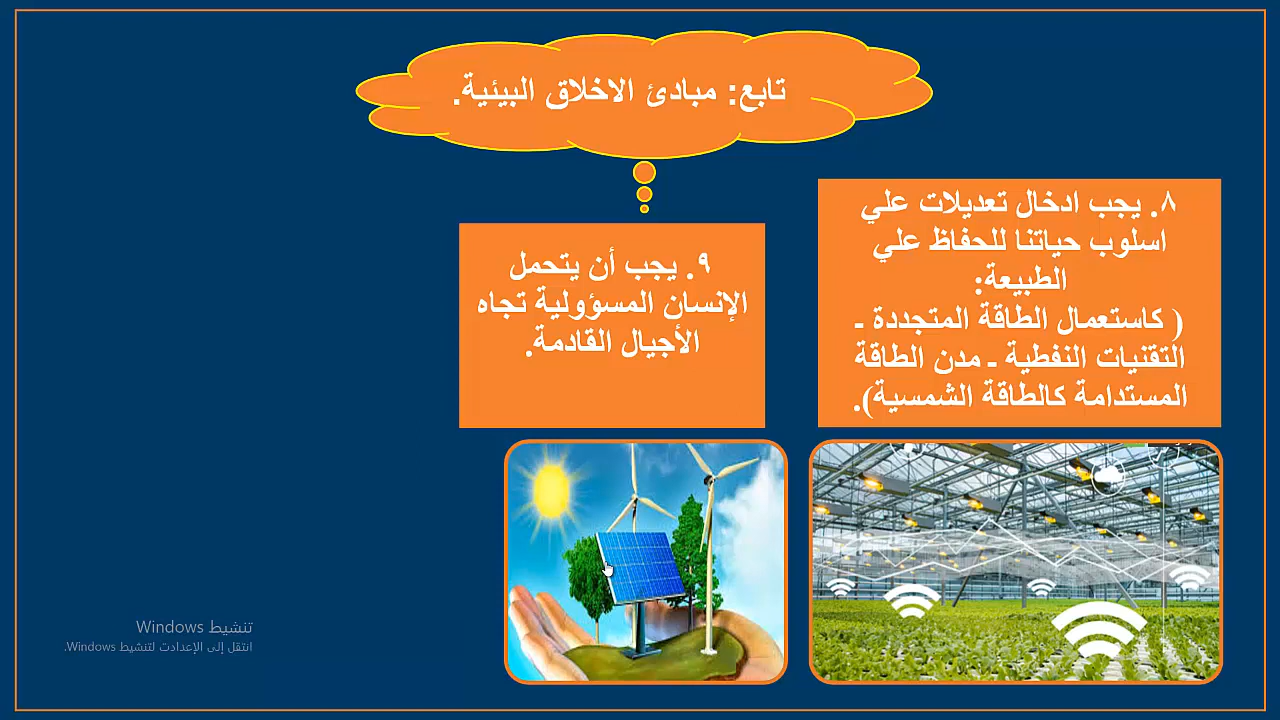 تابع: مبادئ الاخلاق البيئية.
٨. يجب ادخال تعديلات علي
اسلوب حياتنا للحفاظ علي
الطبيعة:
( كاستعمال الطاقة المتجددة ـ
التقنيات النفطية ـ مدن الطاقة
المستدامة كالطاقة الشمسية).
٩. يجب أن يتحمل
الإنسان المسؤولية تجاه
الأجيال القادمة.
تنشيط Windows
انتقل إلى الإعدادت لتنشيط Windows.